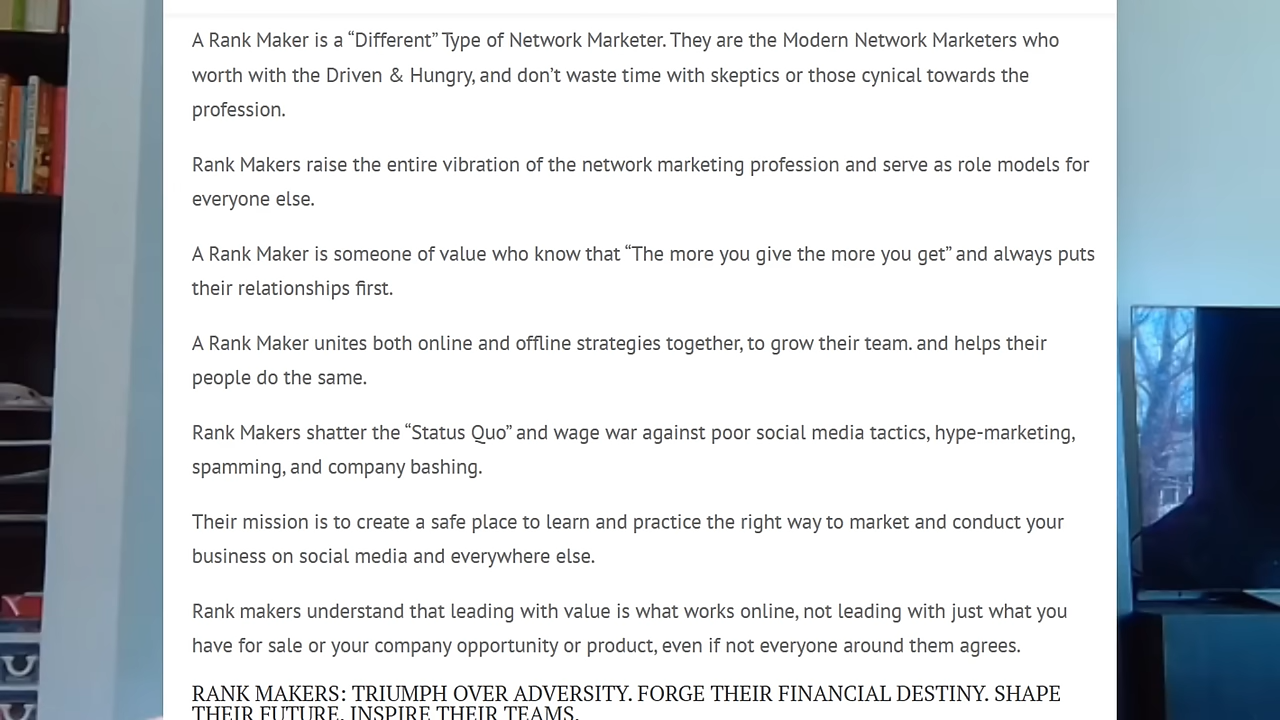 A Rank Maker is a “Different” Type of Network Marketer. They are the Modern Network Marketers who
worth with the Driven & Hungry, and don’t waste time with skeptics or those cynical towards the
profession.
Rank Makers raise the entire vibration of the network marketing profession and serve as role models for
everyone else.
A Rank Maker is someone of value who know that “The more you give the more you get” and always puts
their relationships first.
A Rank Maker unites both online and offline strategies together, to grow their team. and helps their
people do the same.
Rank Makers shatter the “Status Quo” and wage war against poor social media tactics, hype-marketing,
spamming, and company bashing.
Their mission is to create a safe place to learn and practice the right way to market and conduct your
business on social media and everywhere else.
Rank makers understand that leading with value is what works online, not leading with just what you
have for sale or your company opportunity or product, even if not everyone around them agrees.
RANK MAKERS: TRIUMPH OVER ADVERSITY. FORGE THEIR FINANCIAL DESTINY. SHAPE
THEIR FUTURE. INSPIRE THEIR TEAMS.